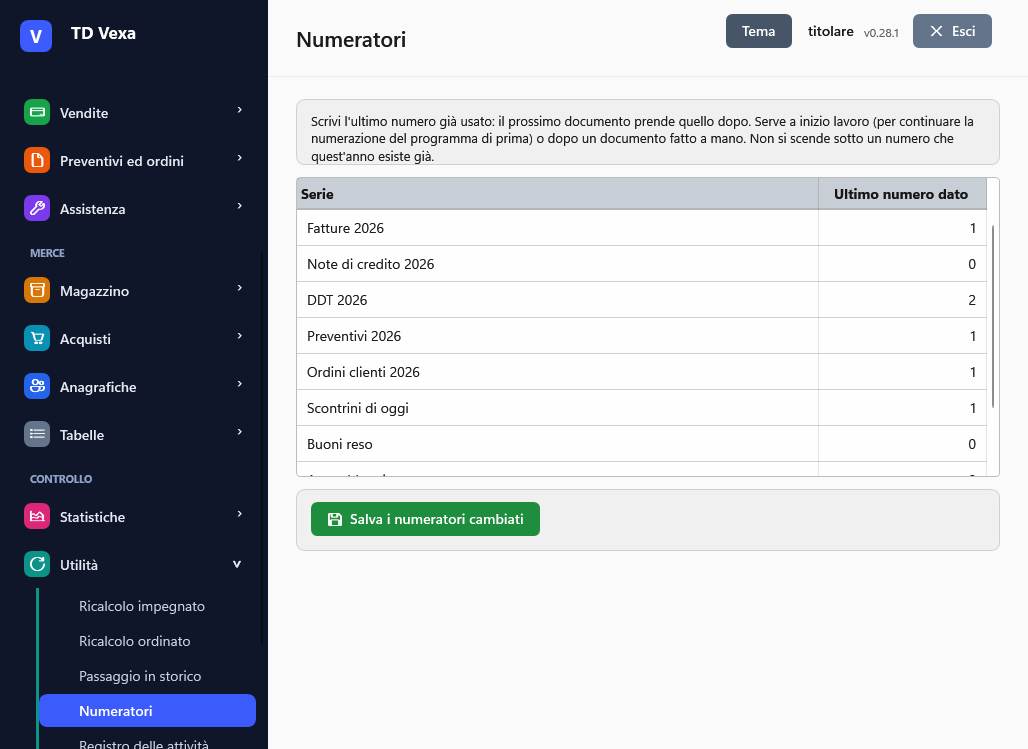 V
TD Vexa
Vendite
Preventivi ed ordini
Assistenza
MERCE
Magazzino
Acquisti
Anagrafiche
Tabelle
CONTROLLO
Statistiche
Utilità
Ricalcolo impegnato
Ricalcolo ordinato
Passaggio in storico
Numeratori
Registro delle attività
Numeratori
Tema
titolare
v0.28.1
Esci
Scrivi l'ultimo numero già usato: il prossimo documento prende quello dopo. Serve a inizio lavoro (per continuare la
numerazione del programma di prima) o dopo un documento fatto a mano. Non si scende sotto un numero che
quest'anno esiste già.
Serie Ultimo numero dato
Fatture 2026 1
Note di credito 2026 0
DDT 2026 2
Preventivi 2026 1
Ordini clienti 2026 1
Scontrini di oggi 1
Buoni reso 0
Salva i numeratori cambiati